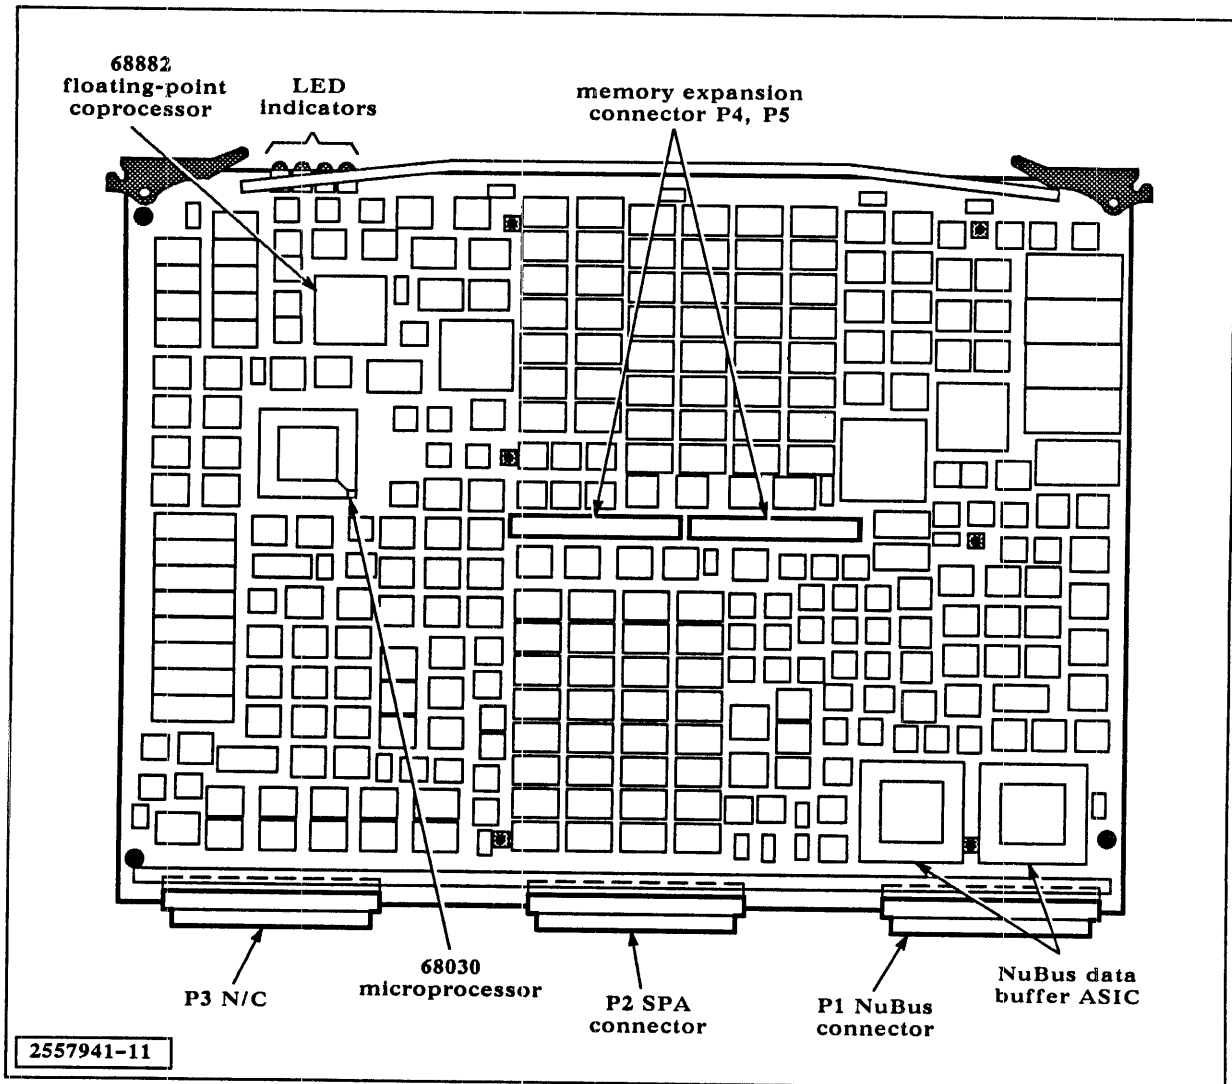 68882
floating-point
coprocessor
LED
indicators
memory expansion
connector P4, P5
P3 N/C
68030
microprocessor
P2 SPA
connector
P1 NuBus
connector
NuBus data
buffer ASIC
2557941-11